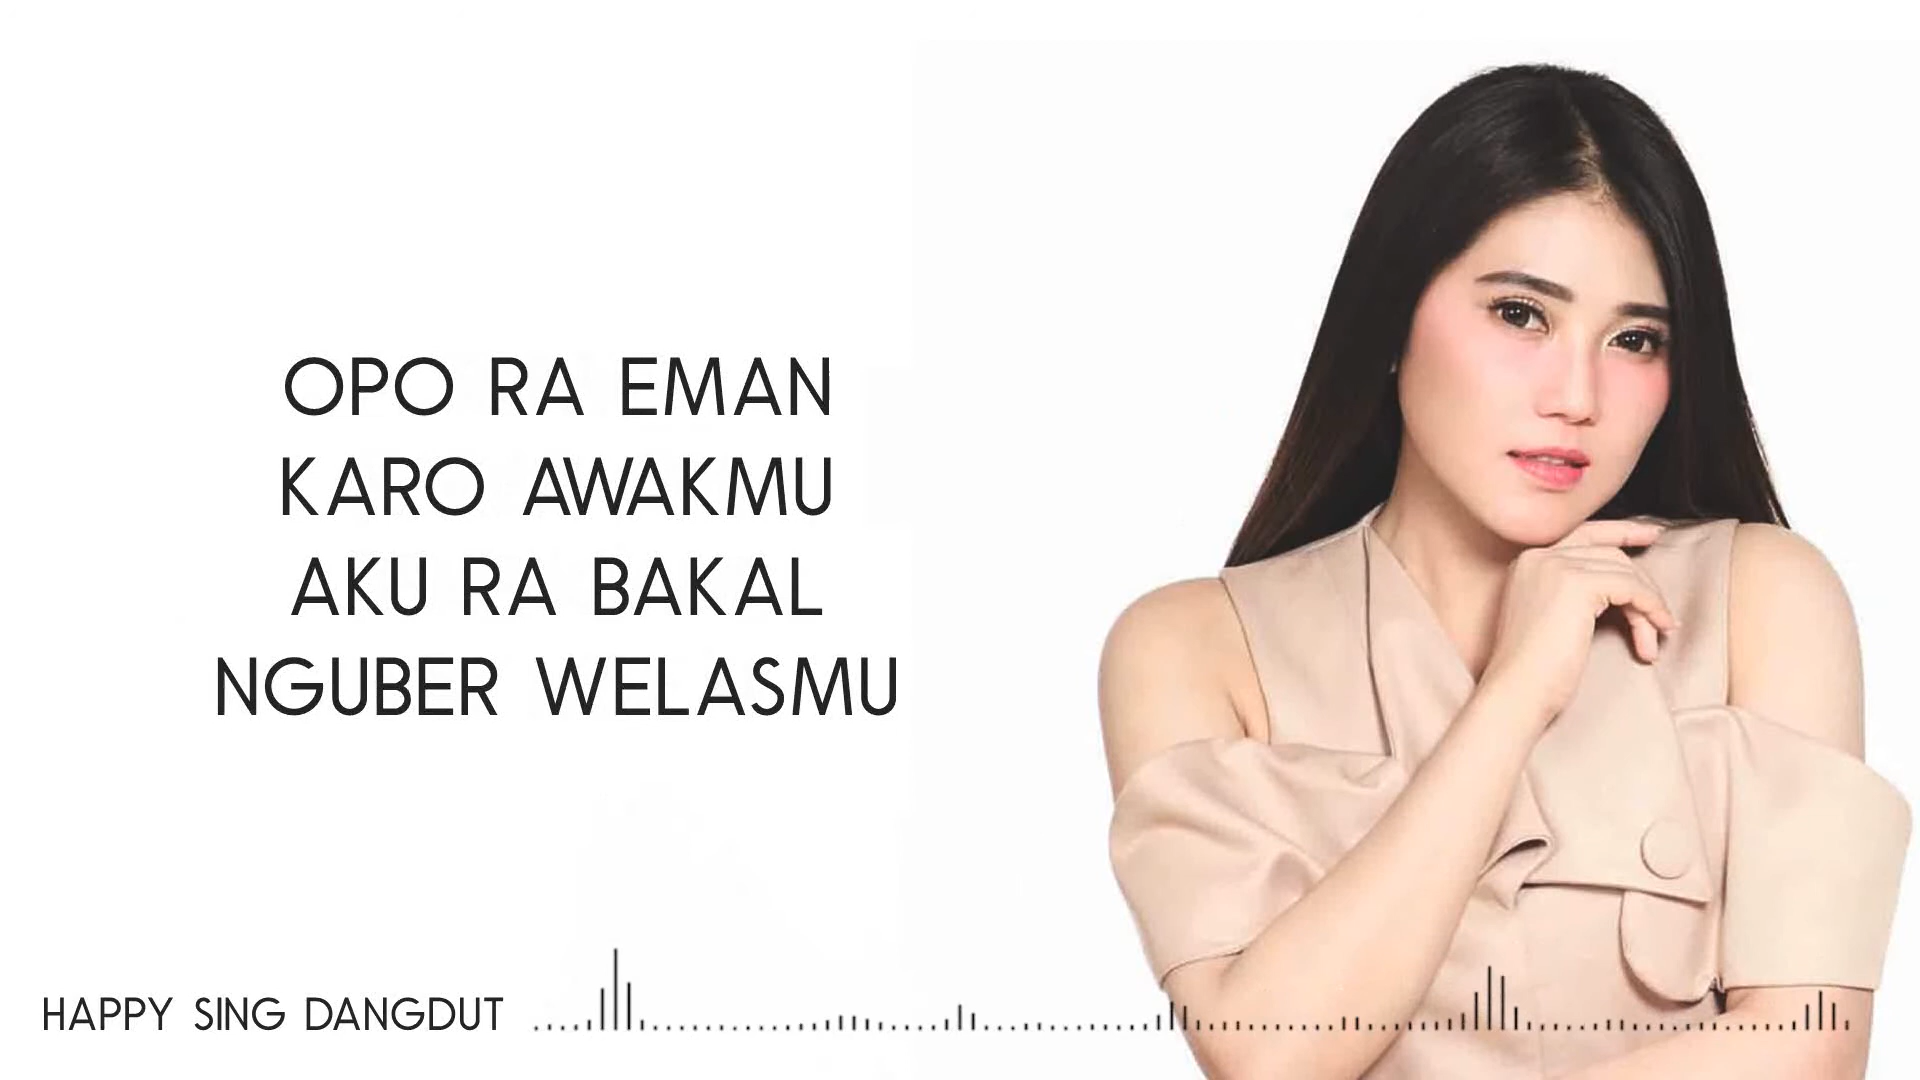 OPO RA EMAN
KARO AWAKMU
AKU RA BAKAL
NGUBER WELASMU
HAPPY SING DANGDUT